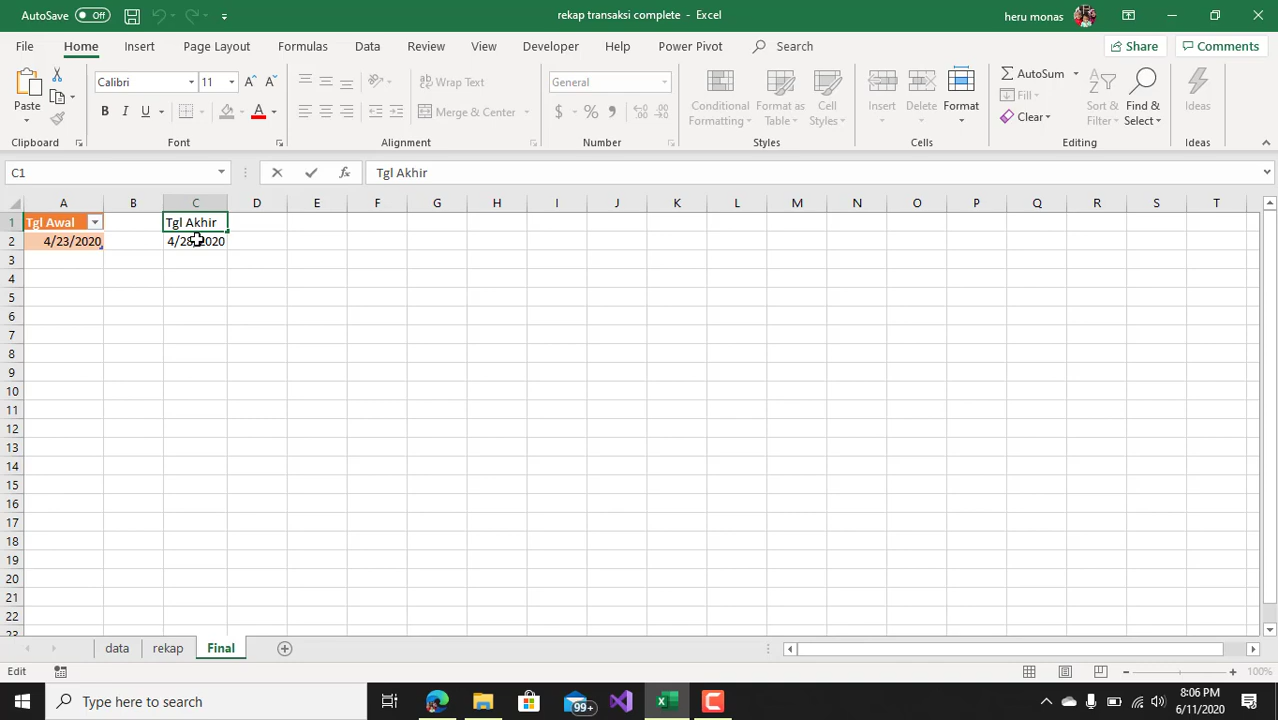 AutoSave Off
rekap transaksi complete - Excel
heru monas
File Home Insert Page Layout Formulas Data Review View Developer Help Power Pivot Search
Share Comments
Paste
Calibri 11
B I U
A
Wrap Text
Merge & Center
General
$ % ,
Conditional Formatting
Format as Table
Cell Styles
Insert Delete Format
AutoSum
Fill
Clear
Sort & Filter
Find & Select
Ideas
Clipboard Font Alignment Number Styles Cells Editing Ideas
C1 fx Tgl Akhir
A B C D E F G H I J K L M N O P Q R S T
1 Tgl Awal Tgl Akhir
2 4/23/2020 4/28/2020
3
4
5
6
7
8
9
10
11
12
13
14
15
16
17
18
19
20
21
22
23
data rekap Final
Edit 100%
Type here to search
99+
8:06 PM
6/11/2020